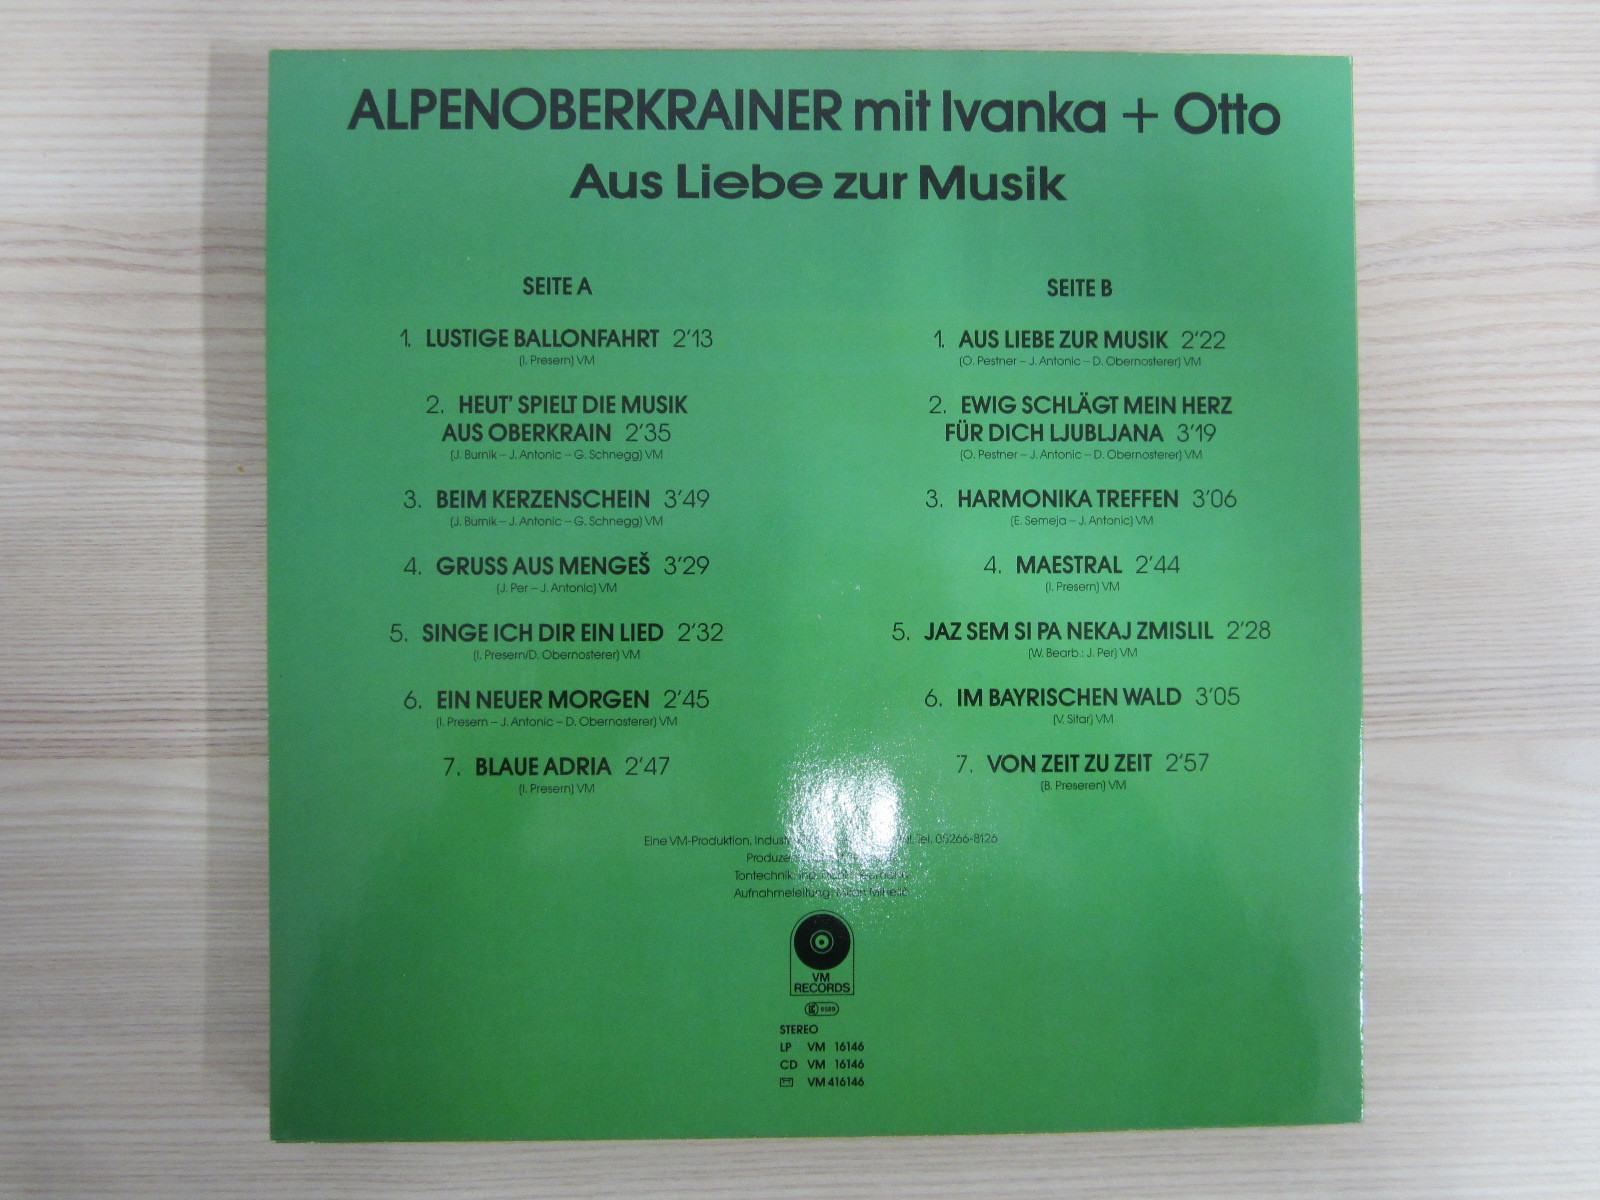 ALPENOBERKRAINER mit Ivanka + Otto
Aus Liebe zur Musik
SEITE A
1. LUSTIGE BALLONFAHRT 2'13
(I. Presern) VM
2. HEUT' SPIELT DIE MUSIK
AUS OBERKRAIN 2'35
(J. Burnik – J. Antonic – G. Schnegg) VM
3. BEIM KERZENSCHEIN 3'49
(J. Burnik – J. Antonic – G. Schnegg) VM
4. GRUSS AUS MENGEŠ 3'29
(J. Per – J. Antonic) VM
5. SINGE ICH DIR EIN LIED 2'32
(I. Presern/D. Obernosterer) VM
6. EIN NEUER MORGEN 2'45
(I. Presern – J. Antonic – D. Obernosterer) VM
7. BLAUE ADRIA 2'47
(I. Presern) VM
SEITE B
1. AUS LIEBE ZUR MUSIK 2'22
(O. Pestner – J. Antonic – D. Obernosterer) VM
2. EWIG SCHLÄGT MEIN HERZ
FÜR DICH LJUBLJANA 3'19
(O. Pestner – J. Antonic – D. Obernosterer) VM
3. HARMONIKA TREFFEN 3'06
(E. Semeja – J. Antonic) VM
4. MAESTRAL 2'44
(I. Presern) VM
5. JAZ SEM SI PA NEKAJ ZMISLIL 2'28
(W. Bearb.: J. Per) VM
6. IM BAYRISCHEN WALD 3'05
(V. Sitar) VM
7. VON ZEIT ZU ZEIT 2'57
(B. Preseren) VM
Eine VM-Produktion, Tel. 05266-8126
Tontechnik:
Aufnahmeleitung:
VM
RECORDS
STEREO
LP VM 16146
CD VM 16146
VM 416146